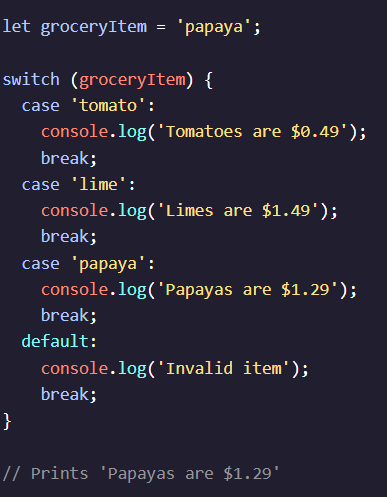 let groceryItem = 'papaya';

switch (groceryItem) {
  case 'tomato':
    console.log('Tomatoes are $0.49');
    break;
  case 'lime':
    console.log('Limes are $1.49');
    break;
  case 'papaya':
    console.log('Papayas are $1.29');
    break;
  default:
    console.log('Invalid item');
    break;
}

// Prints 'Papayas are $1.29'